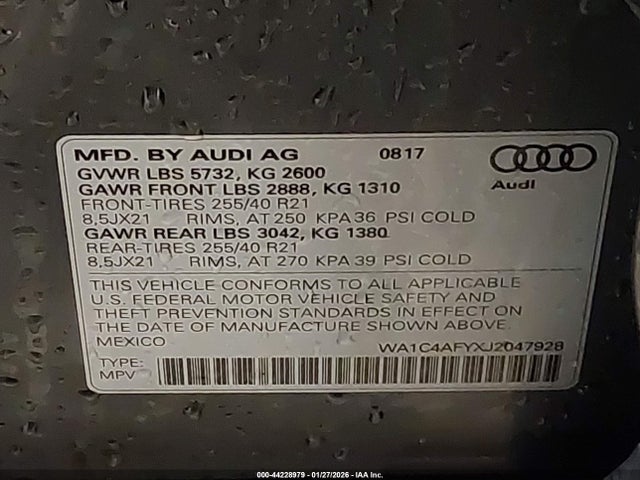 MFD. BY AUDI AG 0817
GVWR LBS 5732, KG 2600
GAWR FRONT LBS 2888, KG 1310
FRONT-TIRES 255/40 R21
8,5JX21 RIMS, AT 250 KPA 36 PSI COLD
GAWR REAR LBS 3042, KG 1380
REAR-TIRES 255/40 R21
8,5JX21 RIMS, AT 270 KPA 39 PSI COLD
Audi
THIS VEHICLE CONFORMS TO ALL APPLICABLE
U.S. FEDERAL MOTOR VEHICLE SAFETY AND
THEFT PREVENTION STANDARDS IN EFFECT ON
THE DATE OF MANUFACTURE SHOWN ABOVE.
MEXICO WA1C4AFYXJ2047928
TYPE:
MPV
000-44228979 - 01/27/2026 - IAA Inc.